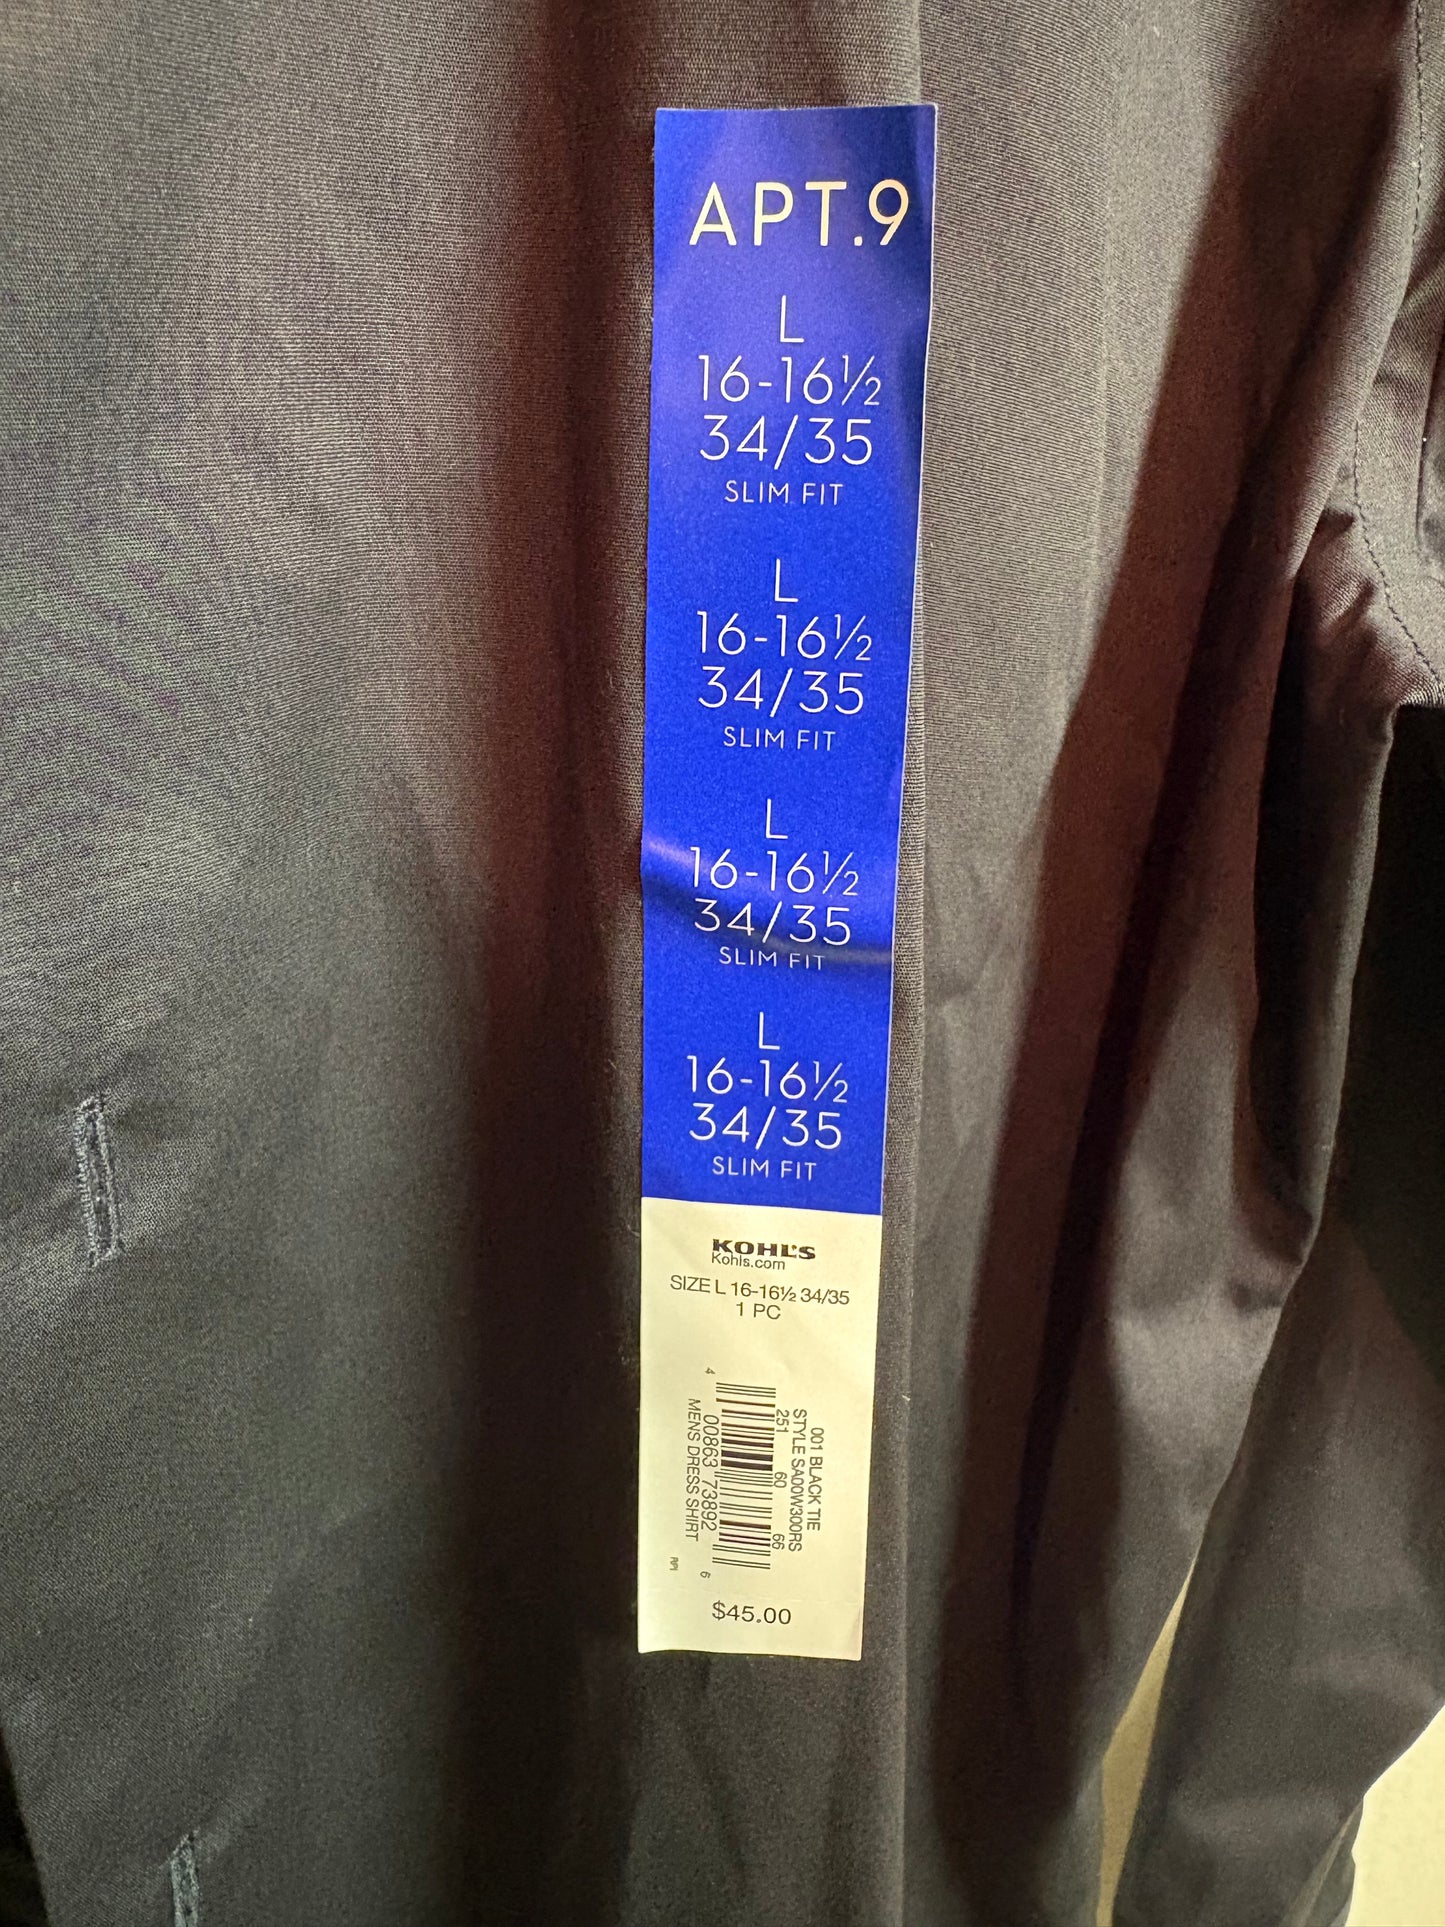 APT.9
L
16-16½
34/35
SLIM FIT
L
16-16½
34/35
SLIM FIT
L
16-16½
34/35
SLIM FIT
L
16-16½
34/35
SLIM FIT
KOHL'S
Kohls.com
SIZE L 16-16½ 34/35
1 PC
001 BLACK TIE
STYLE SA00W300RS
251 60 66
4 00863 73892 6
MENS DRESS SHIRT
$45.00